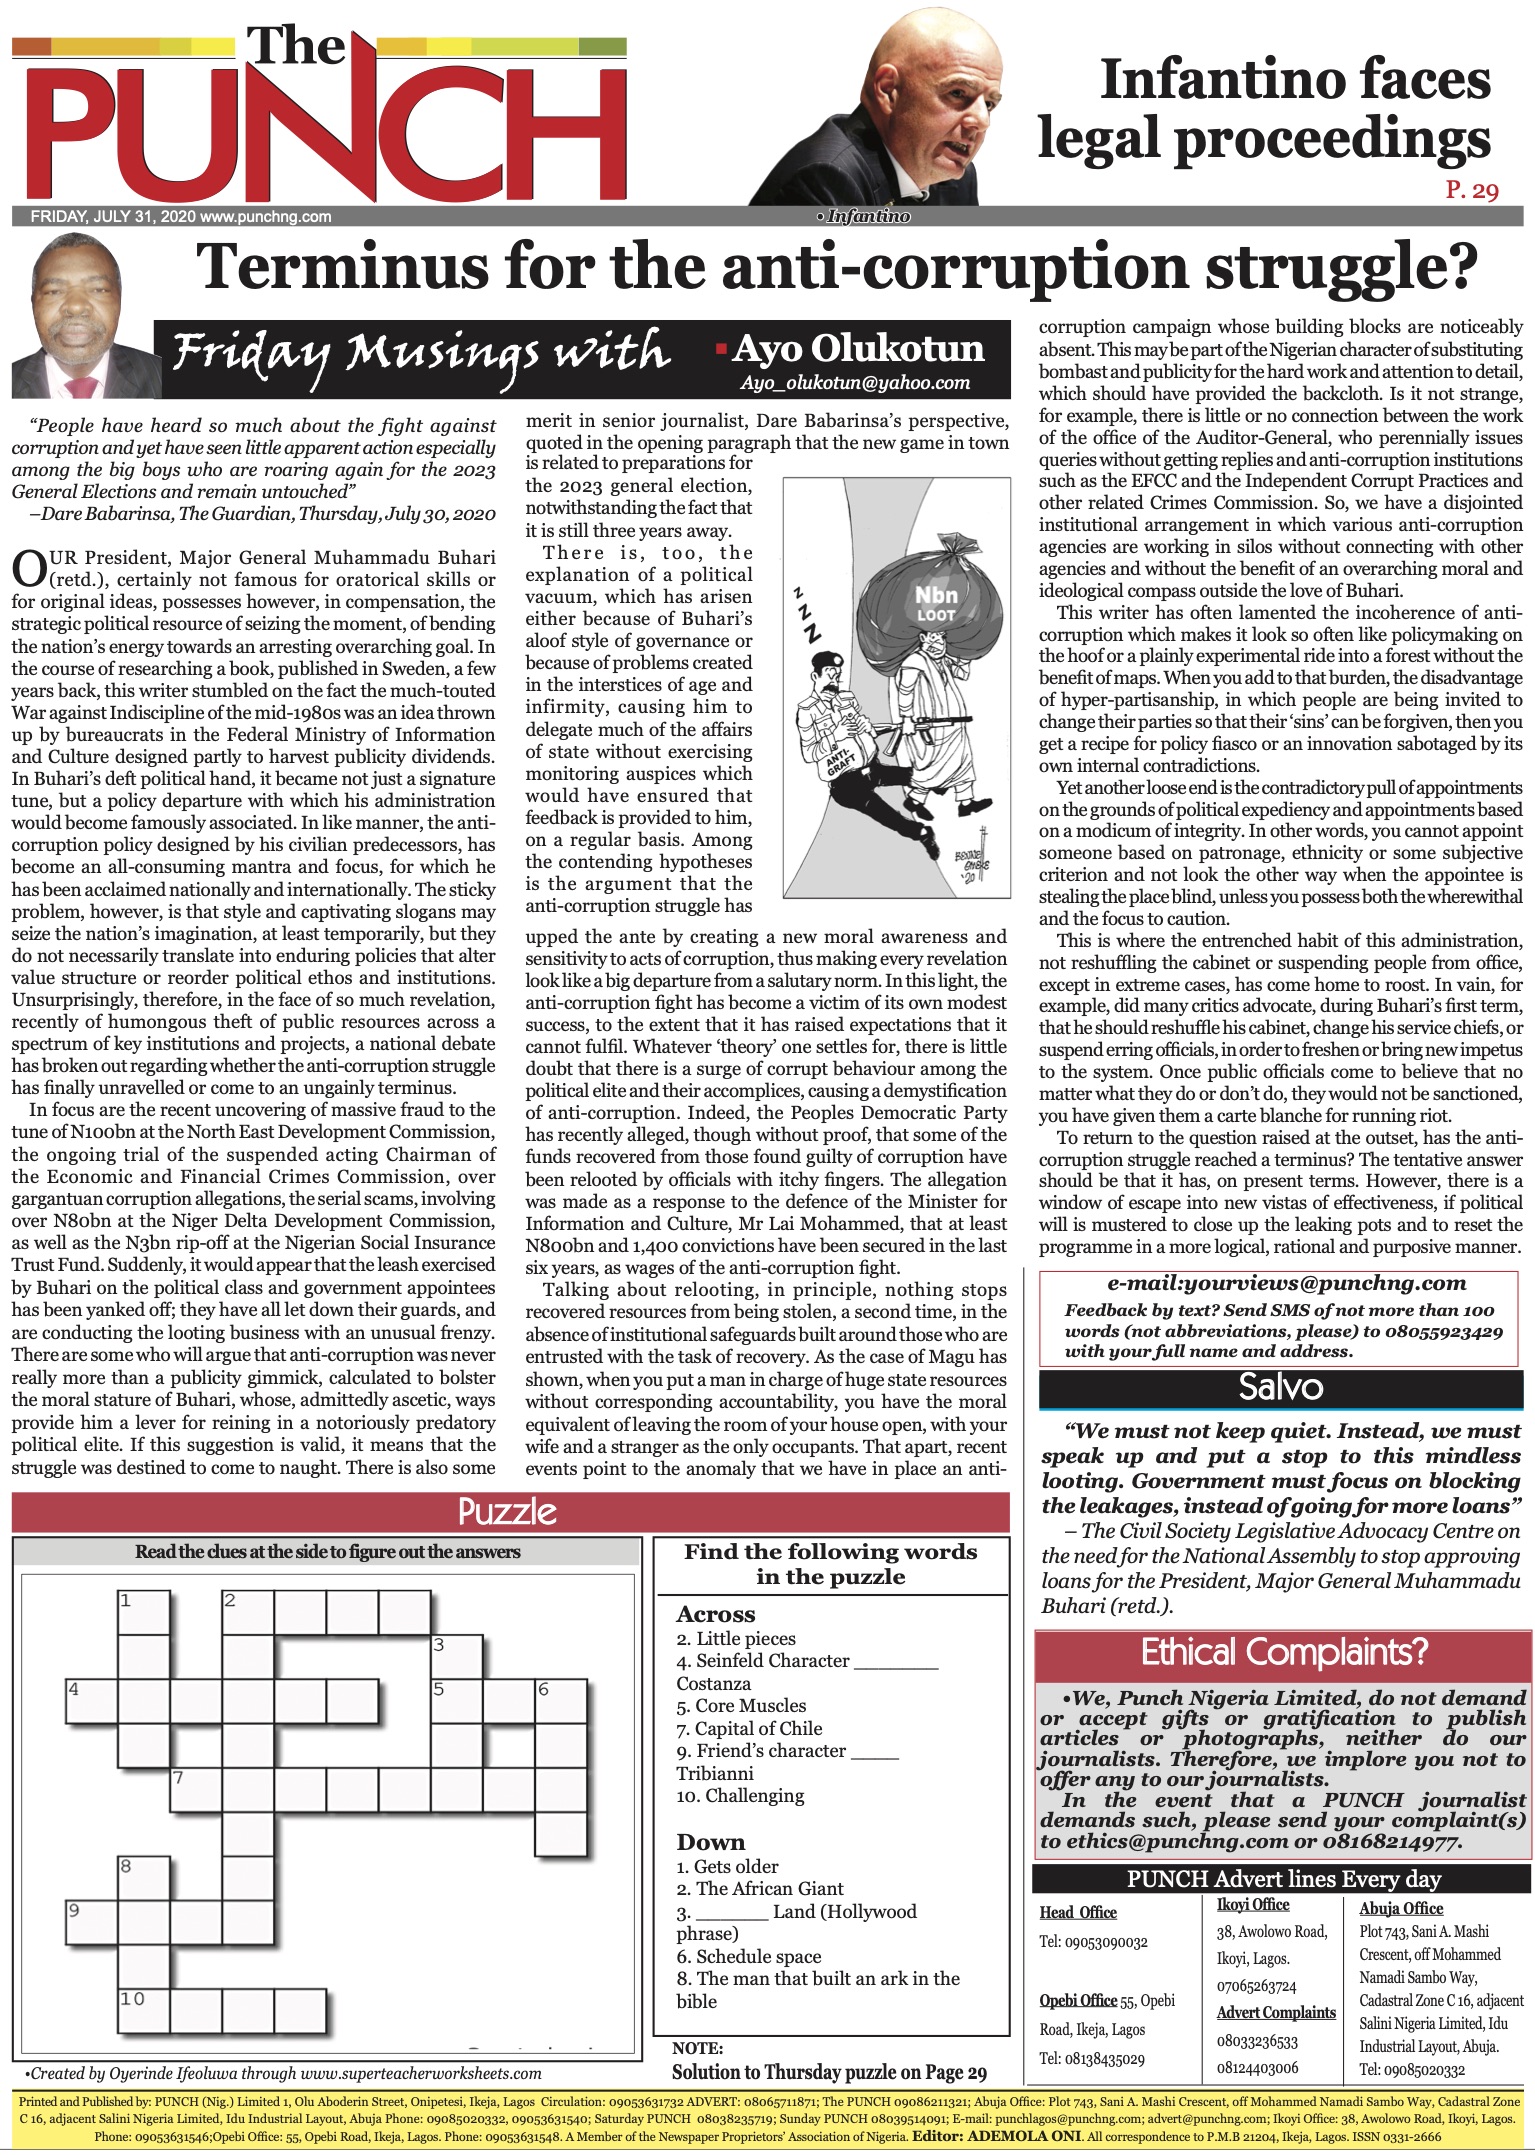 The
PUNCH
Infantino faces
legal proceedings
P. 29
FRIDAY, JULY 31, 2020 www.punchng.com
• Infantino
Terminus for the anti-corruption struggle?
Friday Musings with
Ayo Olukotun
Ayo_olukotun@yahoo.com
“People have heard so much about the fight against
corruption and yet have seen little apparent action especially
among the big boys who are roaring again for the 2023
General Elections and remain untouched”
–Dare Babarinsa, The Guardian, Thursday, July 30, 2020
OUR President, Major General Muhammadu Buhari
(retd.), certainly not famous for oratorical skills or
for original ideas, possesses however, in compensation, the
strategic political resource of seizing the moment, of bending
the nation’s energy towards an arresting overarching goal. In
the course of researching a book, published in Sweden, a few
years back, this writer stumbled on the fact the much-touted
War against Indiscipline of the mid-1980s was an idea thrown
up by bureaucrats in the Federal Ministry of Information
and Culture designed partly to harvest publicity dividends.
In Buhari’s deft political hand, it became not just a signature
tune, but a policy departure with which his administration
would become famously associated. In like manner, the anti-
corruption policy designed by his civilian predecessors, has
become an all-consuming mantra and focus, for which he
has been acclaimed nationally and internationally. The sticky
problem, however, is that style and captivating slogans may
seize the nation’s imagination, at least temporarily, but they
do not necessarily translate into enduring policies that alter
value structure or reorder political ethos and institutions.
Unsurprisingly, therefore, in the face of so much revelation,
recently of humongous theft of public resources across a
spectrum of key institutions and projects, a national debate
has broken out regarding whether the anti-corruption struggle
has finally unravelled or come to an ungainly terminus.
In focus are the recent uncovering of massive fraud to the
tune of N100bn at the North East Development Commission,
the ongoing trial of the suspended acting Chairman of
the Economic and Financial Crimes Commission, over
gargantuan corruption allegations, the serial scams, involving
over N80bn at the Niger Delta Development Commission,
as well as the N3bn rip-off at the Nigerian Social Insurance
Trust Fund. Suddenly, it would appear that the leash exercised
by Buhari on the political class and government appointees
has been yanked off; they have all let down their guards, and
are conducting the looting business with an unusual frenzy.
There are some who will argue that anti-corruption was never
really more than a publicity gimmick, calculated to bolster
the moral stature of Buhari, whose, admittedly ascetic, ways
provide him a lever for reining in a notoriously predatory
political elite. If this suggestion is valid, it means that the
struggle was destined to come to naught. There is also some
merit in senior journalist, Dare Babarinsa’s perspective,
quoted in the opening paragraph that the new game in town
is related to preparations for
the 2023 general election,
notwithstanding the fact that
it is still three years away.
There is, too, the
explanation of a political
vacuum, which has arisen
either because of Buhari’s
aloof style of governance or
because of problems created
in the interstices of age and
infirmity, causing him to
delegate much of the affairs
of state without exercising
monitoring auspices which
would have ensured that
feedback is provided to him,
on a regular basis. Among
the contending hypotheses
is the argument that the
anti-corruption struggle has
upped the ante by creating a new moral awareness and
sensitivity to acts of corruption, thus making every revelation
look like a big departure from a salutary norm. In this light, the
anti-corruption fight has become a victim of its own modest
success, to the extent that it has raised expectations that it
cannot fulfil. Whatever ‘theory’ one settles for, there is little
doubt that there is a surge of corrupt behaviour among the
political elite and their accomplices, causing a demystification
of anti-corruption. Indeed, the Peoples Democratic Party
has recently alleged, though without proof, that some of the
funds recovered from those found guilty of corruption have
been relooted by officials with itchy fingers. The allegation
was made as a response to the defence of the Minister for
Information and Culture, Mr Lai Mohammed, that at least
N800bn and 1,400 convictions have been secured in the last
six years, as wages of the anti-corruption fight.
Talking about relooting, in principle, nothing stops
recovered resources from being stolen, a second time, in the
absence of institutional safeguards built around those who are
entrusted with the task of recovery. As the case of Magu has
shown, when you put a man in charge of huge state resources
without corresponding accountability, you have the moral
equivalent of leaving the room of your house open, with your
wife and a stranger as the only occupants. That apart, recent
events point to the anomaly that we have in place an anti-
z
z
z
z
Nbn
LOOT
ANTI-
GRAFT
'20
corruption campaign whose building blocks are noticeably
absent. This may be part of the Nigerian character of substituting
bombast and publicity for the hard work and attention to detail,
which should have provided the backcloth. Is it not strange,
for example, there is little or no connection between the work
of the office of the Auditor-General, who perennially issues
queries without getting replies and anti-corruption institutions
such as the EFCC and the Independent Corrupt Practices and
other related Crimes Commission. So, we have a disjointed
institutional arrangement in which various anti-corruption
agencies are working in silos without connecting with other
agencies and without the benefit of an overarching moral and
ideological compass outside the love of Buhari.
This writer has often lamented the incoherence of anti-
corruption which makes it look so often like policymaking on
the hoof or a plainly experimental ride into a forest without the
benefit of maps. When you add to that burden, the disadvantage
of hyper-partisanship, in which people are being invited to
change their parties so that their ‘sins’ can be forgiven, then you
get a recipe for policy fiasco or an innovation sabotaged by its
own internal contradictions.
Yet another loose end is the contradictory pull of appointments
on the grounds of political expediency and appointments based
on a modicum of integrity. In other words, you cannot appoint
someone based on patronage, ethnicity or some subjective
criterion and not look the other way when the appointee is
stealing the place blind, unless you possess both the wherewithal
and the focus to caution.
This is where the entrenched habit of this administration,
not reshuffling the cabinet or suspending people from office,
except in extreme cases, has come home to roost. In vain, for
example, did many critics advocate, during Buhari’s first term,
that he should reshuffle his cabinet, change his service chiefs, or
suspend erring officials, in order to freshen or bring new impetus
to the system. Once public officials come to believe that no
matter what they do or don’t do, they would not be sanctioned,
you have given them a carte blanche for running riot.
To return to the question raised at the outset, has the anti-
corruption struggle reached a terminus? The tentative answer
should be that it has, on present terms. However, there is a
window of escape into new vistas of effectiveness, if political
will is mustered to close up the leaking pots and to reset the
programme in a more logical, rational and purposive manner.
e-mail:yourviews@punchng.com
Feedback by text? Send SMS of not more than 100
words (not abbreviations, please) to 08055923429
with your full name and address.
Salvo
“We must not keep quiet. Instead, we must
speak up and put a stop to this mindless
looting. Government must focus on blocking
the leakages, instead of going for more loans”
– The Civil Society Legislative Advocacy Centre on
the need for the National Assembly to stop approving
loans for the President, Major General Muhammadu
Buhari (retd.).
Ethical Complaints?
•We, Punch Nigeria Limited, do not demand
or accept gifts or gratification to publish
articles or photographs, neither do our
journalists. Therefore, we implore you not to
offer any to our journalists.
In the event that a PUNCH journalist
demands such, please send your complaint(s)
to ethics@punchng.com or 08168214977.
PUNCH Advert lines Every day
Head Office
Tel: 09053090032
Opebi Office 55, Opebi
Road, Ikeja, Lagos
Tel: 08138435029
Ikoyi Office
38, Awolowo Road,
Ikoyi, Lagos.
07065263724
Advert Complaints
08033236533
08124403006
Abuja Office
Plot 743, Sani A. Mashi
Crescent, off Mohammed
Namadi Sambo Way,
Cadastral Zone C 16, adjacent
Salini Nigeria Limited, Idu
Industrial Layout, Abuja.
Tel: 09085020332
Puzzle
Read the clues at the side to figure out the answers
1
2
3
4
5
6
7
8
9
10
•Created by Oyerinde Ifeoluwa through www.superteacherworksheets.com
Find the following words
in the puzzle
Across
2. Little pieces
4. Seinfeld Character _______
Costanza
5. Core Muscles
7. Capital of Chile
9. Friend’s character ____
Tribianni
10. Challenging
Down
1. Gets older
2. The African Giant
3. ______ Land (Hollywood
phrase)
6. Schedule space
8. The man that built an ark in the
bible
NOTE:
Solution to Thursday puzzle on Page 29
Printed and Published by: PUNCH (Nig.) Limited 1, Olu Aboderin Street, Onipetesi, Ikeja, Lagos Circulation: 09053631732 ADVERT: 08065711871; The PUNCH 09086211321; Abuja Office: Plot 743, Sani A. Mashi Crescent, off Mohammed Namadi Sambo Way, Cadastral Zone
C 16, adjacent Salini Nigeria Limited, Idu Industrial Layout, Abuja Phone: 09085020332, 09053631540; Saturday PUNCH 08038235719; Sunday PUNCH 08039514091; E-mail: punchlagos@punchng.com; advert@punchng.com; Ikoyi Office: 38, Awolowo Road, Ikoyi, Lagos.
Phone: 09053631546;Opebi Office: 55, Opebi Road, Ikeja, Lagos. Phone: 09053631548. A Member of the Newspaper Proprietors’ Association of Nigeria. Editor: ADEMOLA ONI. All correspondence to P.M.B 21204, Ikeja, Lagos. ISSN 0331-2666